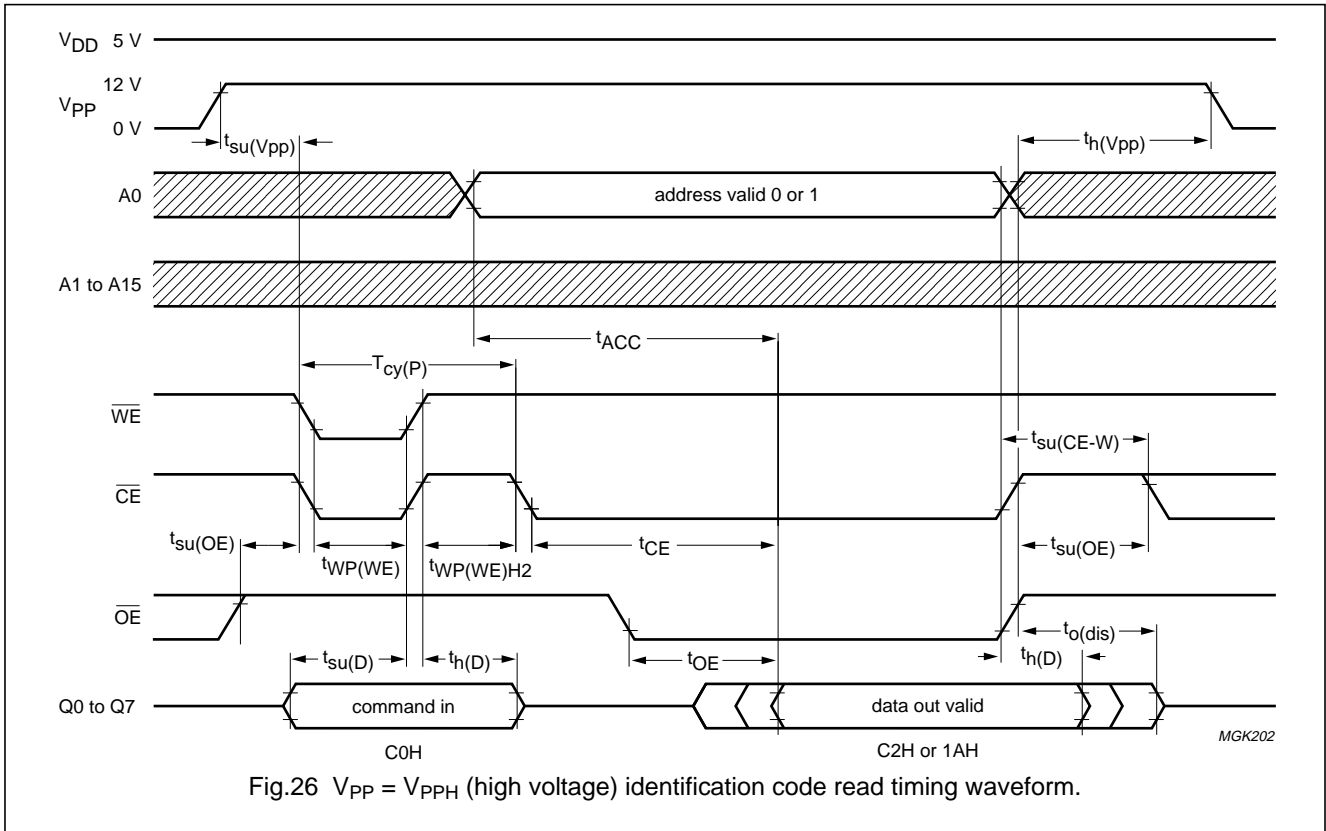 VDD 5 V
12 V
VPP
0 V
tsu(Vpp)
th(Vpp)
A0
address valid 0 or 1
A1 to A15
tACC
Tcy(P)
WE
tsu(CE-W)
CE
tsu(OE)
tCE
tsu(OE)
tWP(WE)
tWP(WE)H2
OE
to(dis)
tsu(D)
th(D)
tOE
th(D)
Q0 to Q7
command in
data out valid
MGK202
C0H
C2H or 1AH
Fig.26 VPP = VPPH (high voltage) identification code read timing waveform.